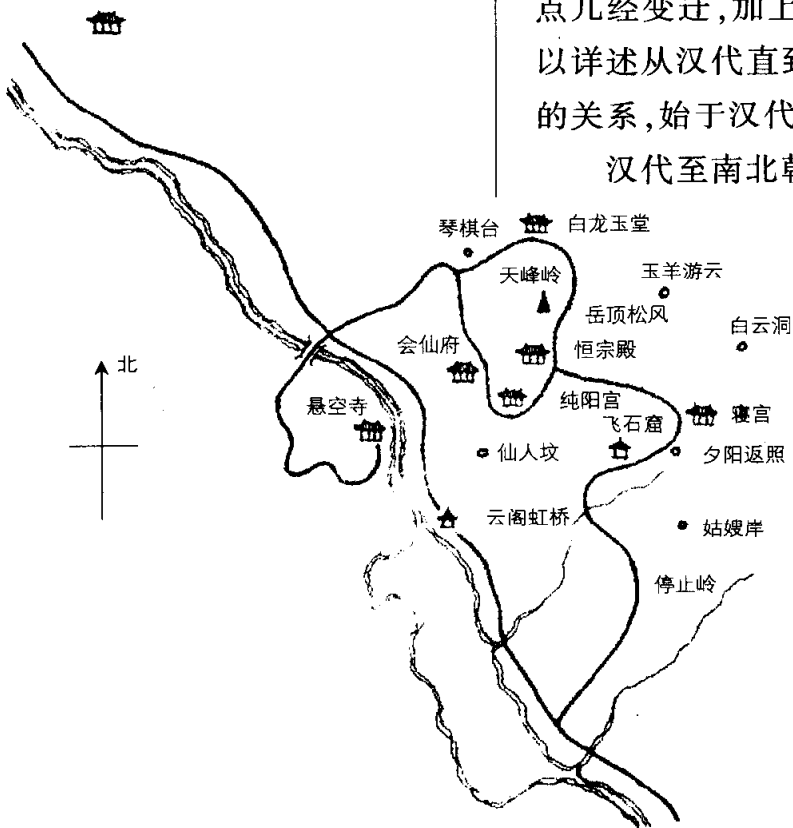 点几经变迁,加上
以详述从汉代直到
的关系,始于汉代
汉代至南北朝
琴棋台
白龙玉堂
天峰岭
玉羊游云
岳顶松风
白云洞
会仙府
恒宗殿
北
悬空寺
纯阳宫
飞石窟
寝宫
仙人坟
夕阳返照
云阁虹桥
姑嫂岸
停止岭